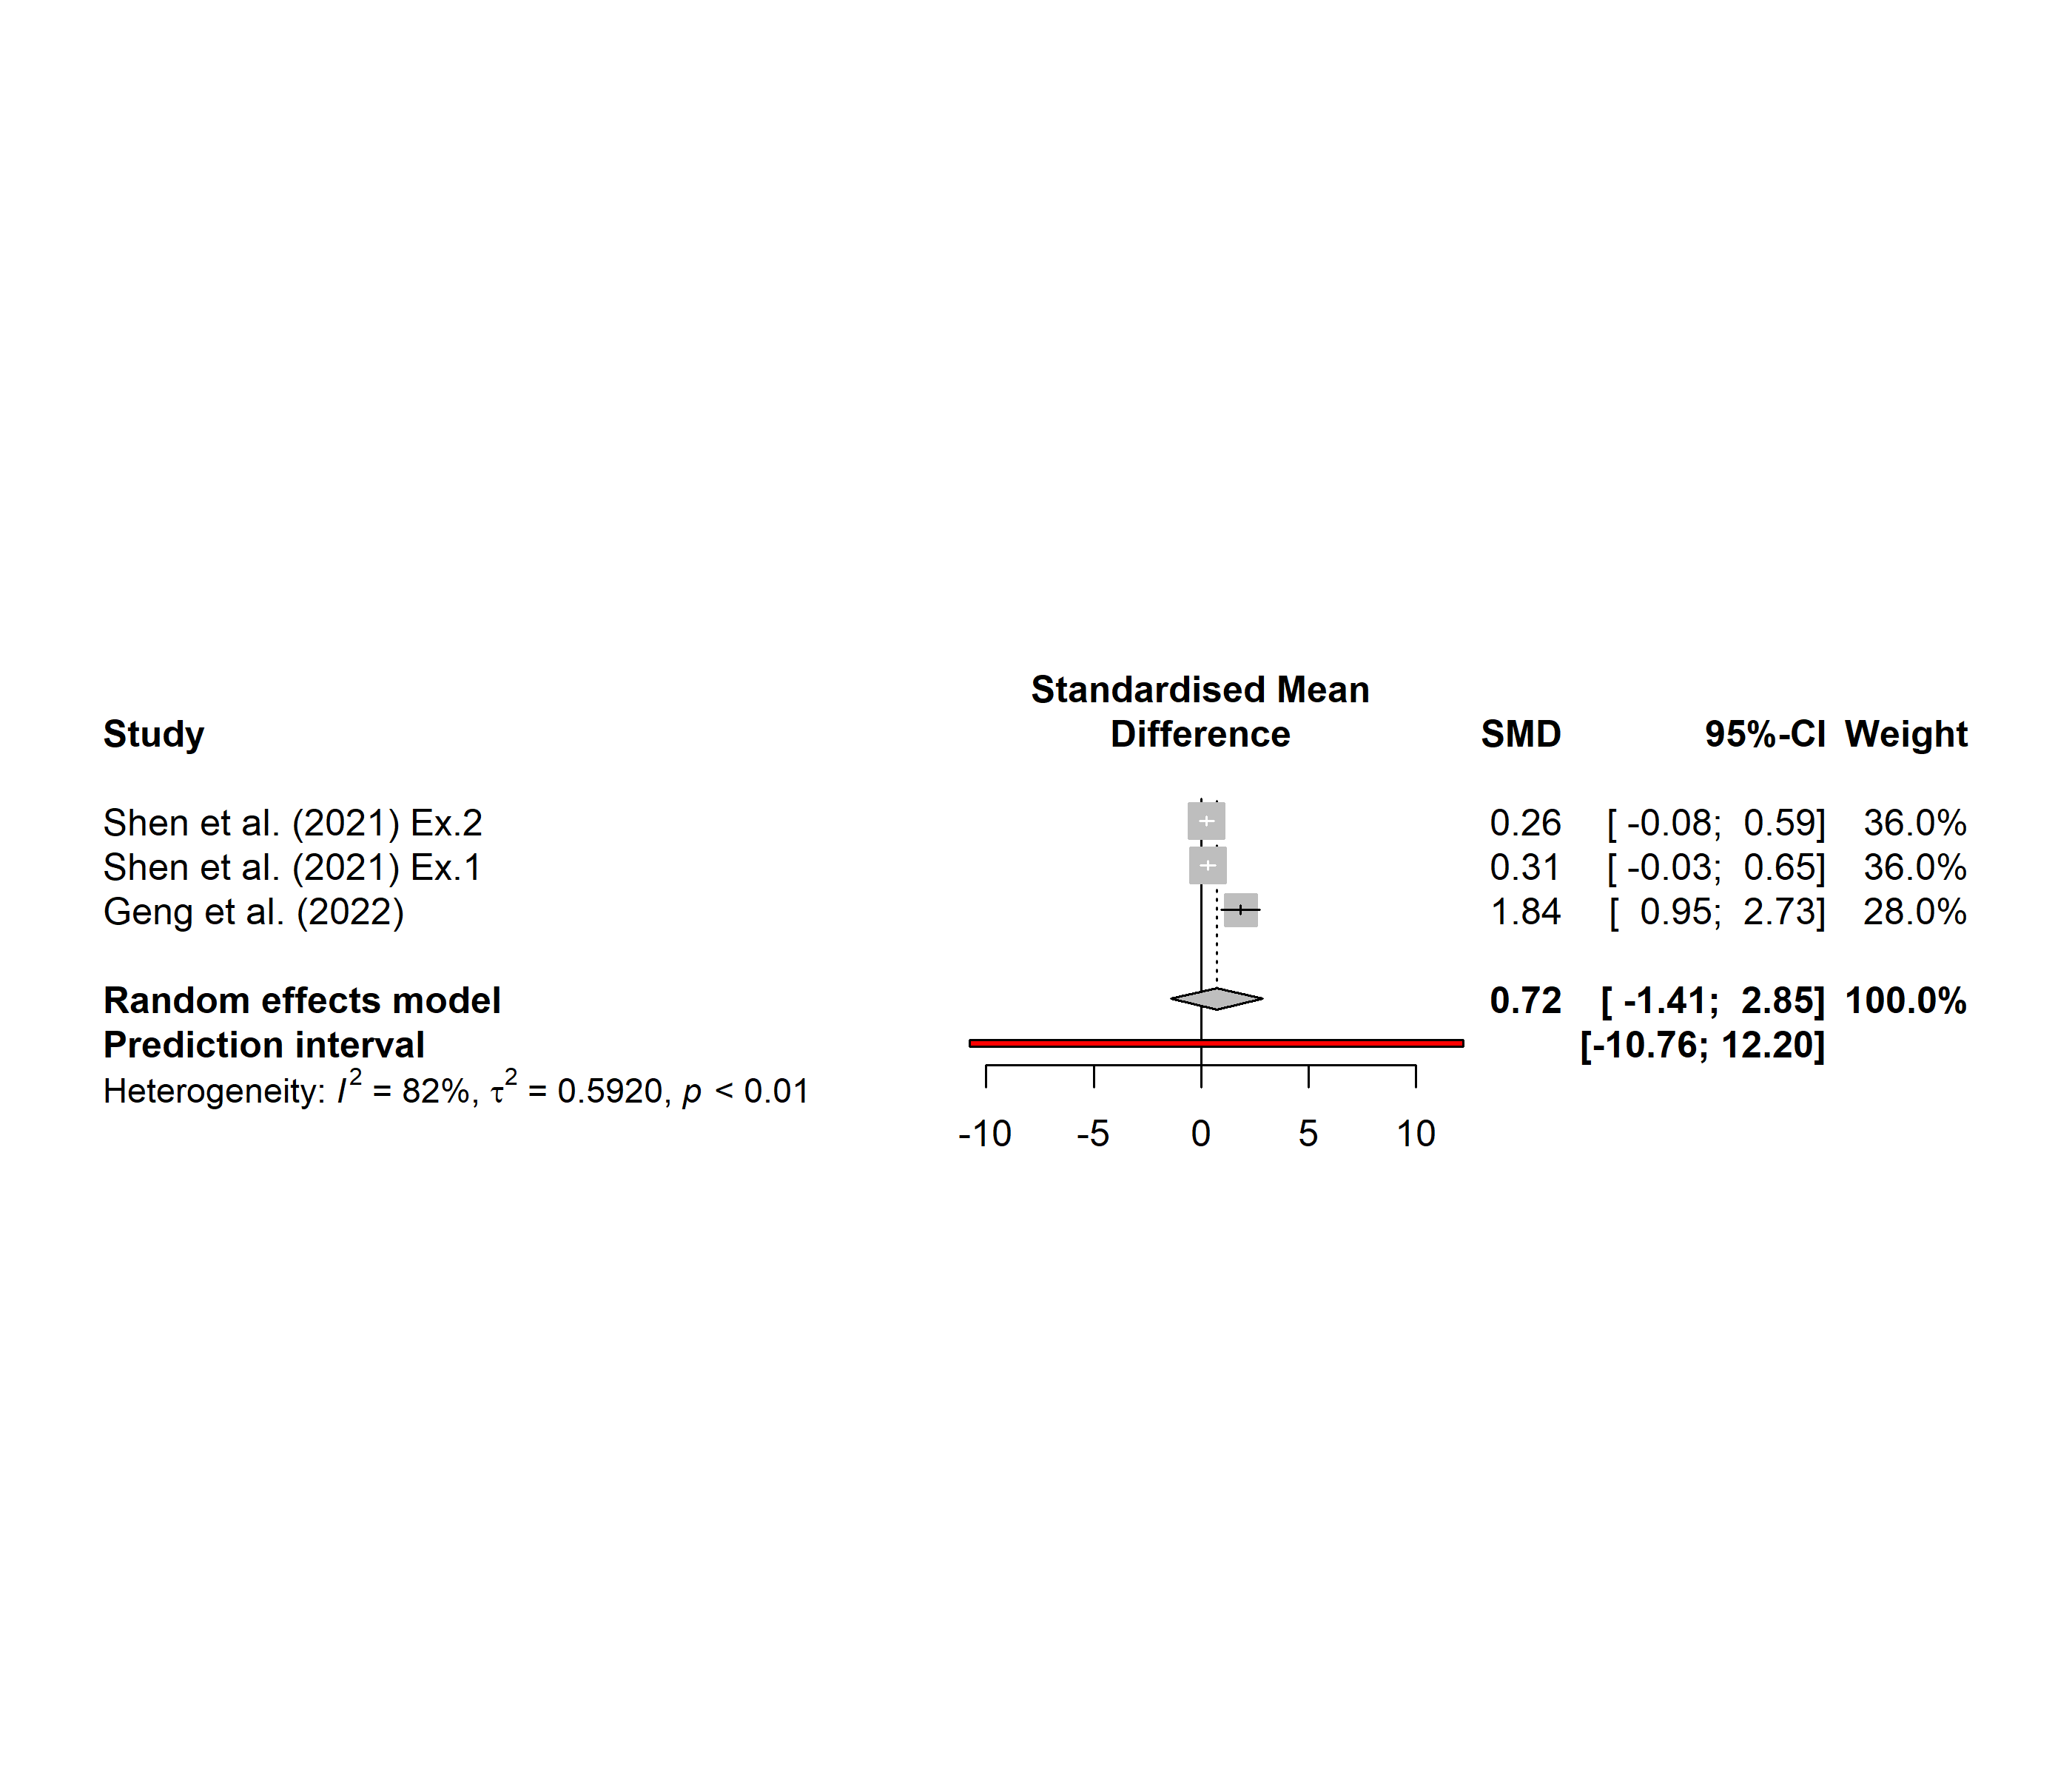 Standardised Mean
Study Difference SMD 95%-CI Weight
Shen et al. (2021) Ex.2 0.26 [ -0.08; 0.59] 36.0%
Shen et al. (2021) Ex.1 0.31 [ -0.03; 0.65] 36.0%
Geng et al. (2022) 1.84 [ 0.95; 2.73] 28.0%
Random effects model 0.72 [ -1.41; 2.85] 100.0%
Prediction interval [-10.76; 12.20]
Heterogeneity: I² = 82%, τ² = 0.5920, p < 0.01
-10 -5 0 5 10